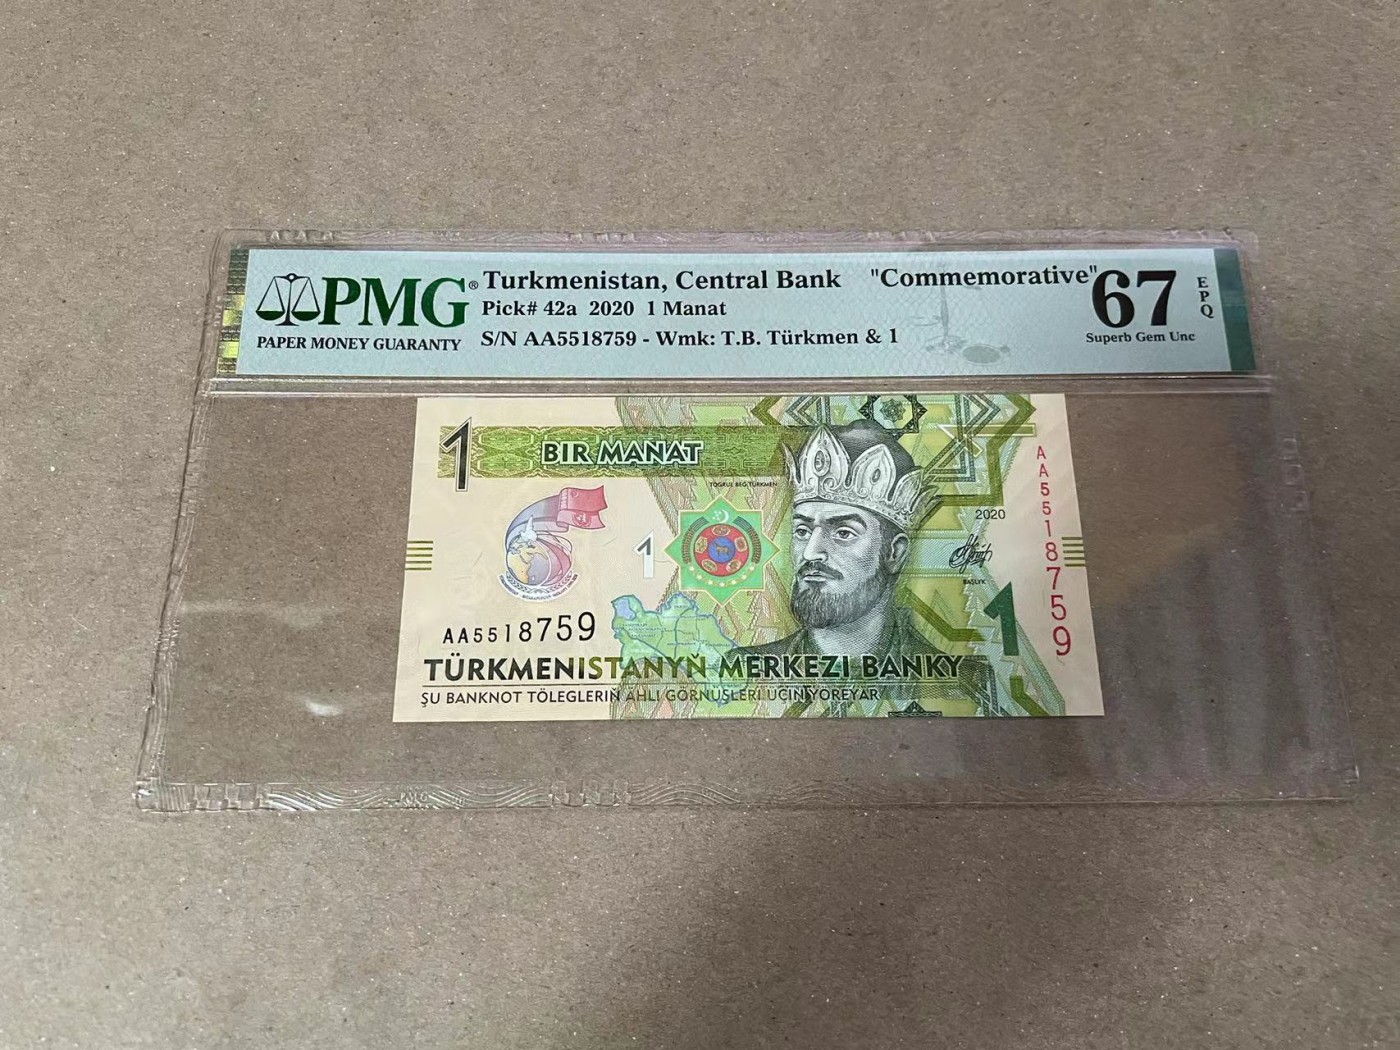 PMG®
PAPER MONEY GUARANTY
Turkmenistan, Central Bank "Commemorative"
Pick# 42a 2020 1 Manat
S/N AA5518759 - Wmk: T.B. Türkmen & 1
67
EPQ
Superb Gem Unc
1
BIR MANAT
TOGRUL BEG TÜRKMEN
2020
AA5518759
1
BAŞLYK
1
AA5518759
TÜRKMENISTANYŇ MERKEZI BANKY
ŞU BANKNOT TÖLEGLERIŇ ÄHLI GÖRNÜŞLERI ÜÇIN ÝÖREÝÄR
PMG